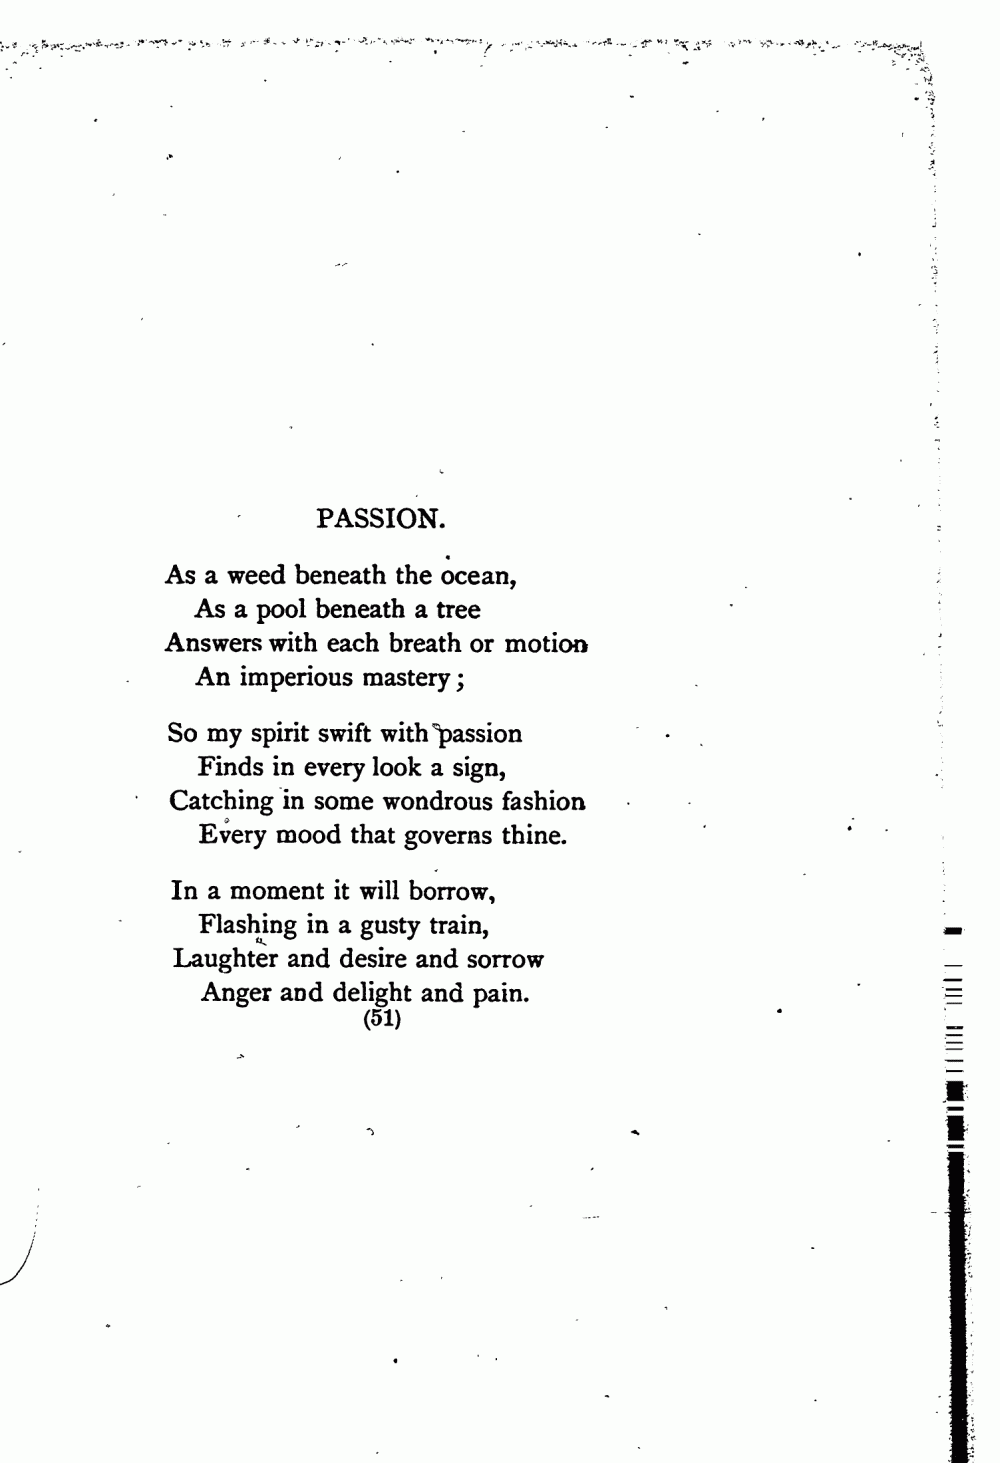 PASSION.
As a weed beneath the ocean,
As a pool beneath a tree
Answers with each breath or motion
An imperious mastery;
So my spirit swift with passion
Finds in every look a sign,
Catching in some wondrous fashion
Every mood that governs thine.
In a moment it will borrow,
Flashing in a gusty train,
Laughter and desire and sorrow
Anger and delight and pain.
(51)